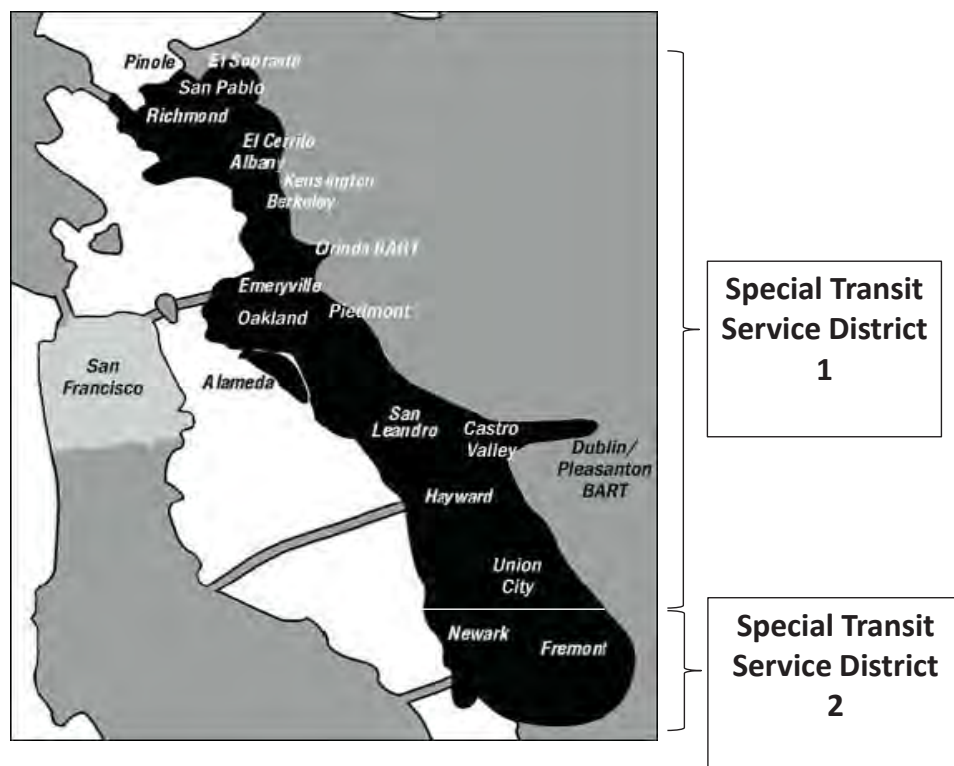 Pinole
El Sobrante
San Pablo
Richmond
El Cerrito
Albany
Kensington
Berkeley
Orinda BART
Emeryville
Oakland
Piedmont
San
Francisco
Alameda
San
Leandro
Castro
Valley
Dublin/
Pleasanton
BART
Hayward
Union
City
Newark
Fremont
Special Transit
Service District
1
Special Transit
Service District
2